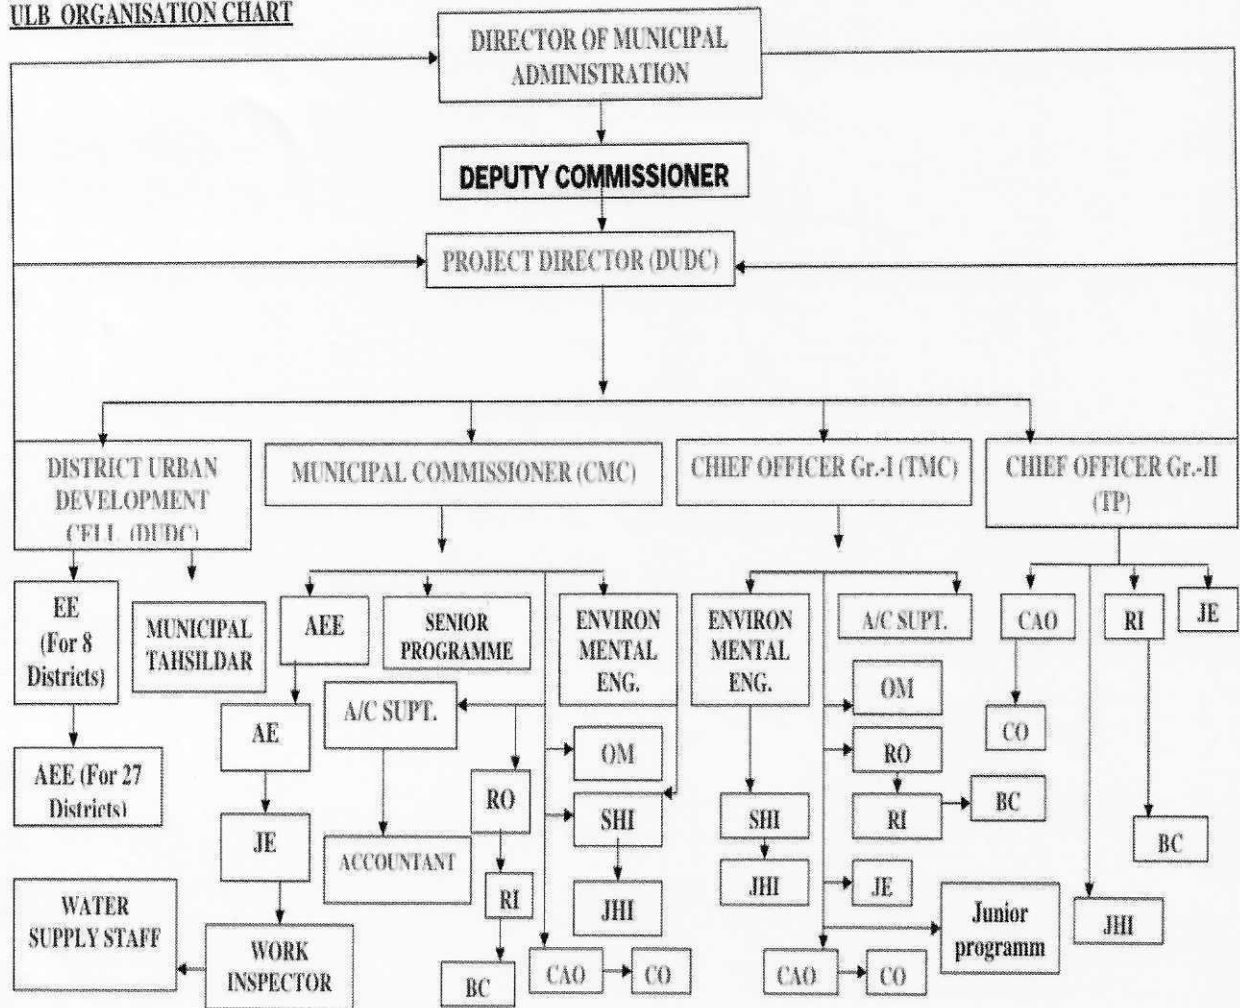 ULB ORGANISATION CHART
DIRECTOR OF MUNICIPAL
ADMINISTRATION
DEPUTY COMMISSIONER
PROJECT DIRECTOR (DUDC)
DISTRICT URBAN
DEVELOPMENT
CELL (DUDC)
MUNICIPAL COMMISSIONER (CMC)
CHIEF OFFICER Gr.-I (TMC)
CHIEF OFFICER Gr.-II
(TP)
EE
(For 8
Districts)
MUNICIPAL
TAHSILDAR
AEE (For 27
Districts)
AEE
SENIOR
PROGRAMME
ENVIRON
MENTAL
ENG.
AE
A/C SUPT.
OM
JE
RO
SHI
ACCOUNTANT
RI
JHI
WATER
SUPPLY STAFF
WORK
INSPECTOR
BC
CAO
CO
ENVIRON
MENTAL
ENG.
A/C SUPT.
OM
RO
SHI
RI
BC
JHI
JE
Junior
programm
CAO
CO
CAO
RI
JE
CO
BC
JHI